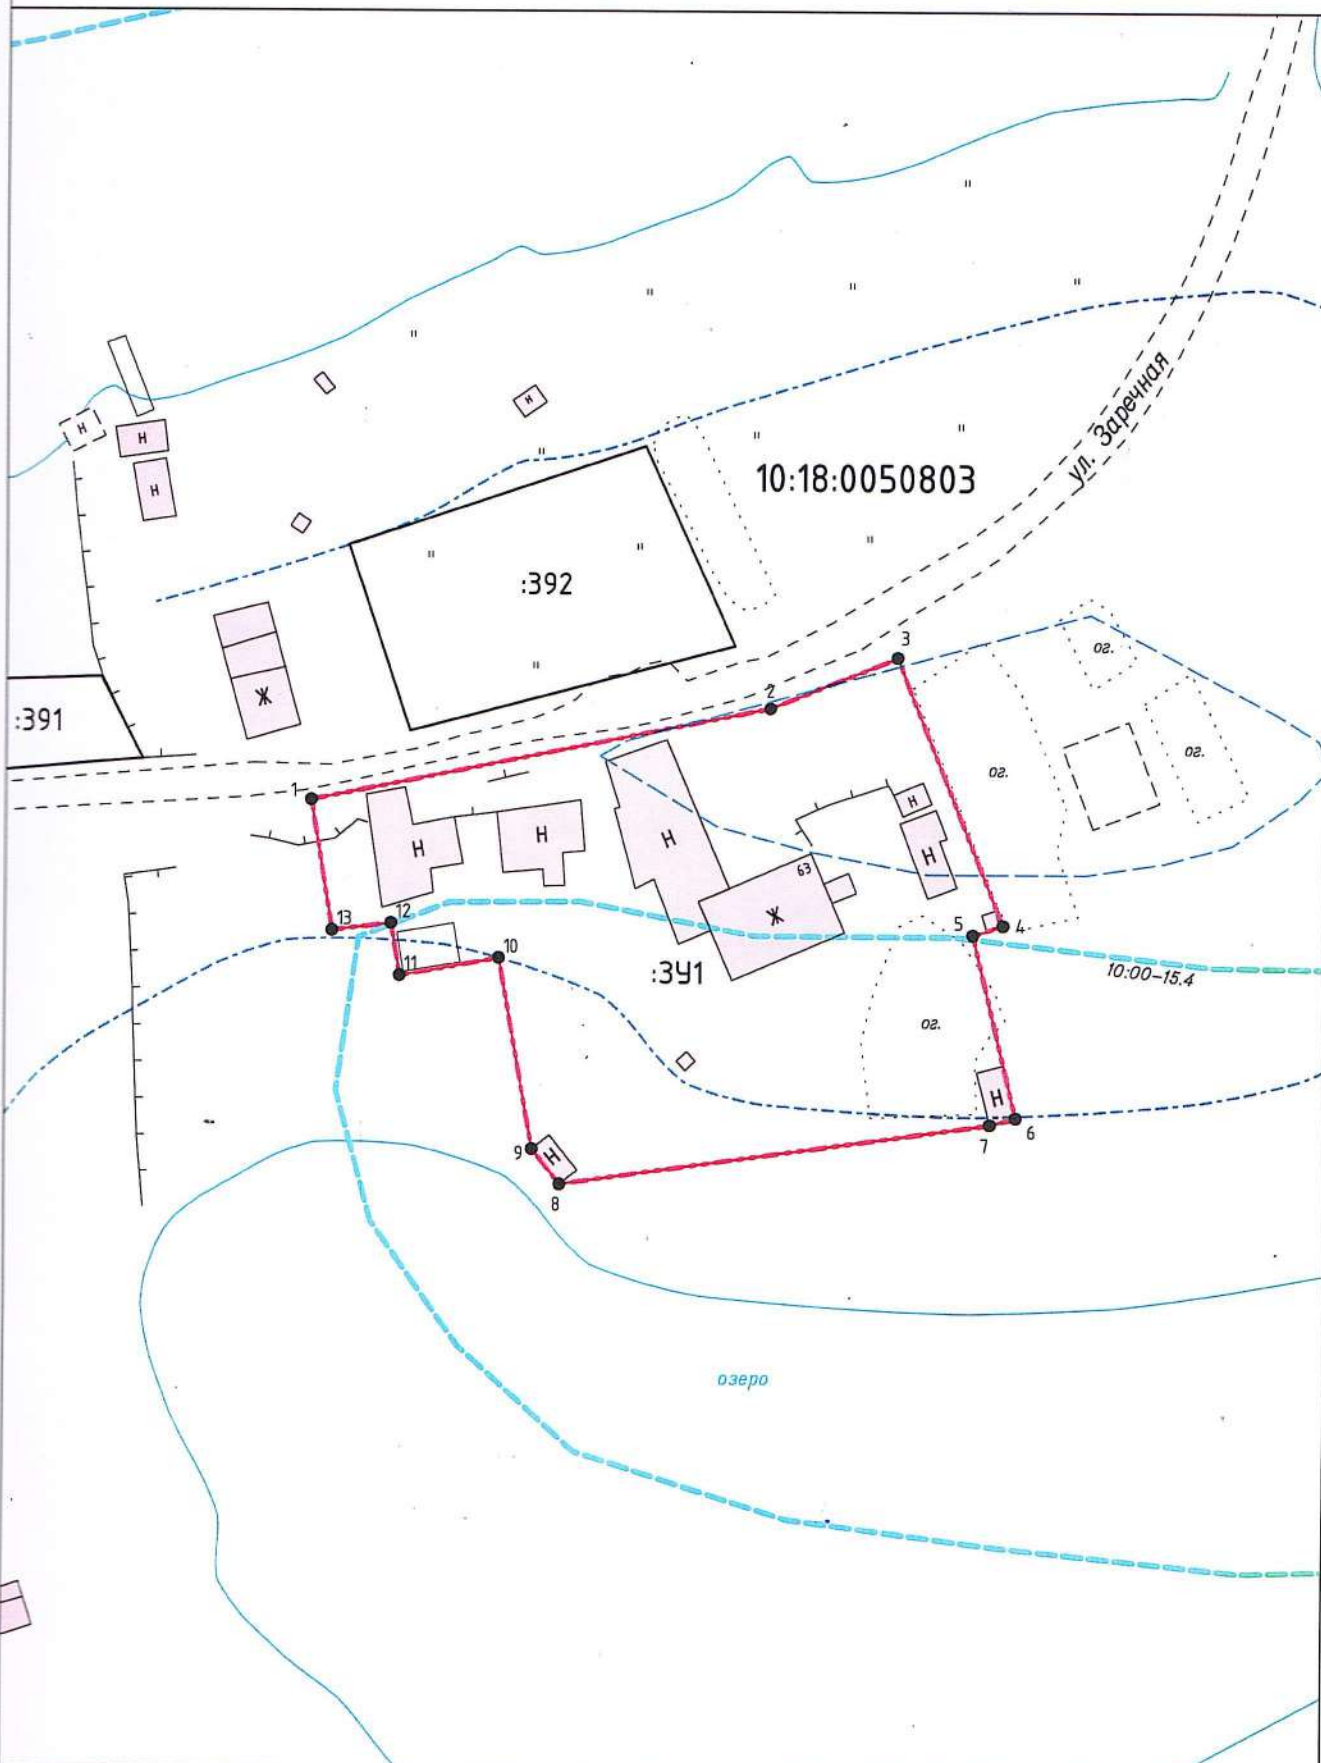 "
"
"
"
"
ул. Заречная
н
н
н
"
"
"
н
10:18:0050803
"
"
"
:392
"
ог.
3
ж
:391
2
ог.
ог.
1
н
н
н
н
63
н
ж
12
13
5
4
10
11
:ЗУ1
10:00-15.4
ог.
н
6
7
9
н
8
озеро